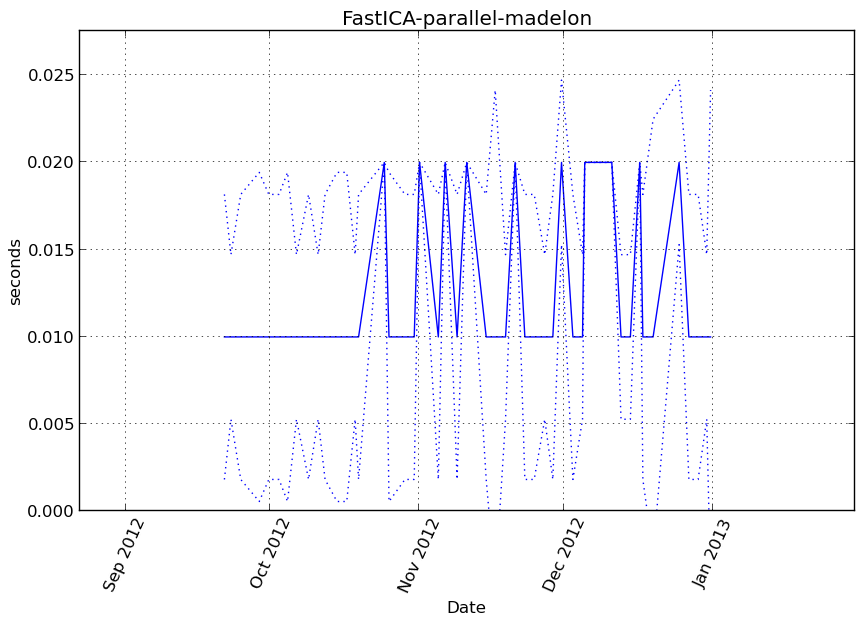 FastICA-parallel-madelon
0.025
0.020
0.015
0.010
0.005
0.000
seconds
Sep 2012
Oct 2012
Nov 2012
Dec 2012
Jan 2013
Date